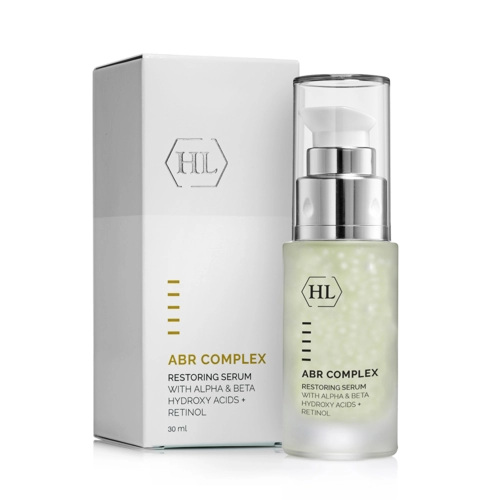 HL
ABR COMPLEX
RESTORING SERUM
WITH ALPHA & BETA
HYDROXY ACIDS +
RETINOL
30 ml
HL
ABR COMPLEX
RESTORING SERUM
WITH ALPHA & BETA
HYDROXY ACIDS +
RETINOL